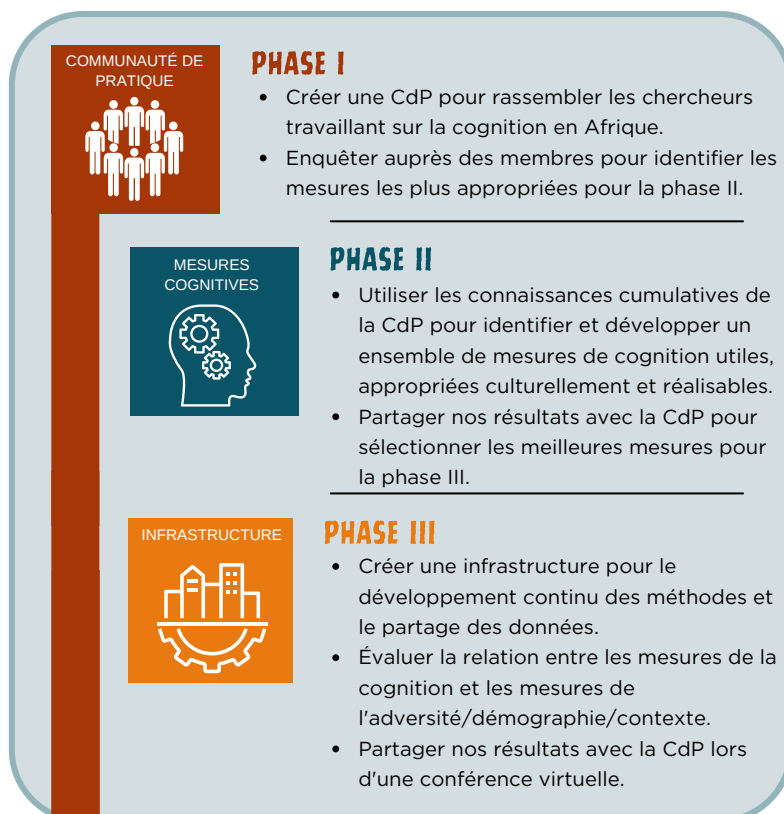 COMMUNAUTÉ DE
PRATIQUE
PHASE I
• Créer une CdP pour rassembler les chercheurs
travaillant sur la cognition en Afrique.
• Enquêter auprès des membres pour identifier les
mesures les plus appropriées pour la phase II.
MESURES
COGNITIVES
PHASE II
• Utiliser les connaissances cumulatives de
la CdP pour identifier et développer un
ensemble de mesures de cognition utiles,
appropriées culturellement et réalisables.
• Partager nos résultats avec la CdP pour
sélectionner les meilleures mesures pour
la phase III.
INFRASTRUCTURE
PHASE III
• Créer une infrastructure pour le
développement continu des méthodes et
le partage des données.
• Évaluer la relation entre les mesures de la
cognition et les mesures de
l'adversité/démographie/contexte.
• Partager nos résultats avec la CdP lors
d'une conférence virtuelle.